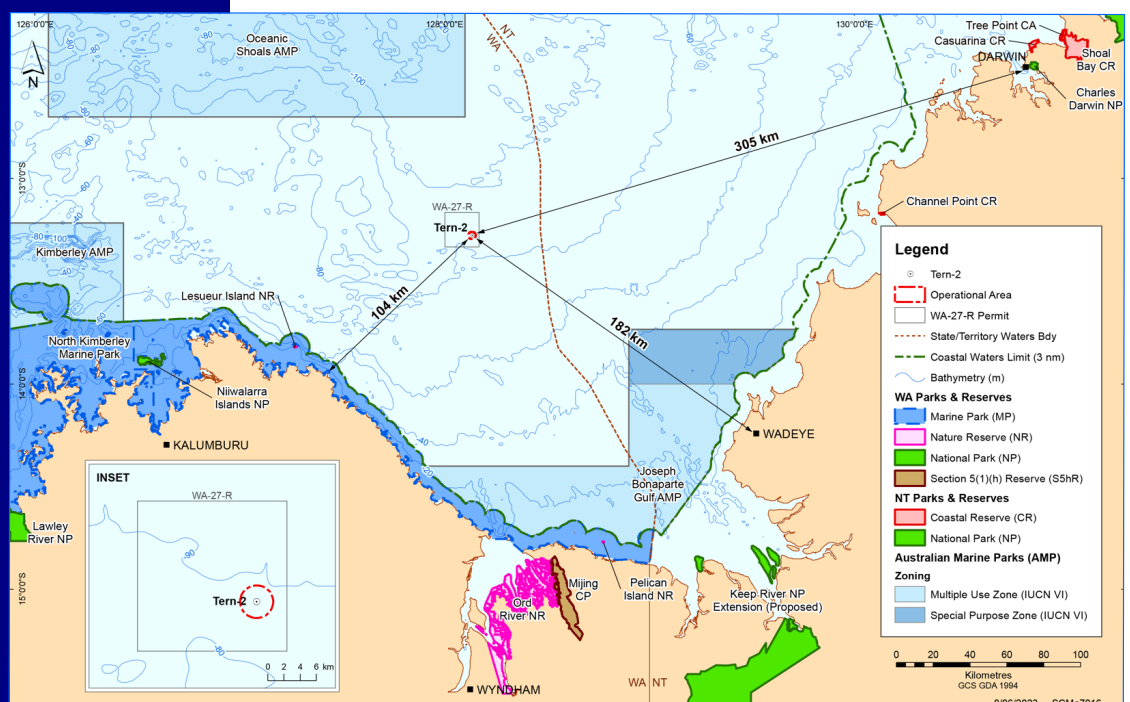 126°0'0"E
128°0'0"E
130°0'0"E
13°0'0"S
14°0'0"S
15°0'0"S
N
Oceanic
Shoals AMP
NT
WA
Tree Point CA
Casuarina CR
DARWIN
Shoal
Bay CR
Charles
Darwin NP
305 km
WA-27-R
Tern-2
Channel Point CR
Kimberley AMP
Lesueur Island NR
104 km
182 km
North Kimberley
Marine Park
Niiwalarra
Islands NP
KALUMBURU
WADEYE
Joseph
Bonaparte
Gulf AMP
Lawley
River NP
Ord
River NR
Mijing
CP
Pelican
Island NR
Keep River NP
Extension (Proposed)
WYNDHAM
WA
NT
-80
-100
-60
-40
-20
INSET
WA-27-R
-90
Tern-2
-80
0 2 4 6 km
Legend
Tern-2
Operational Area
WA-27-R Permit
State/Territory Waters Bdy
Coastal Waters Limit (3 nm)
Bathymetry (m)
WA Parks & Reserves
Marine Park (MP)
Nature Reserve (NR)
National Park (NP)
Section 5(1)(h) Reserve (S5hR)
NT Parks & Reserves
Coastal Reserve (CR)
National Park (NP)
Australian Marine Parks (AMP)
Zoning
Multiple Use Zone (IUCN VI)
Special Purpose Zone (IUCN VI)
0 20 40 60 80 100
Kilometres
GCS GDA 1994